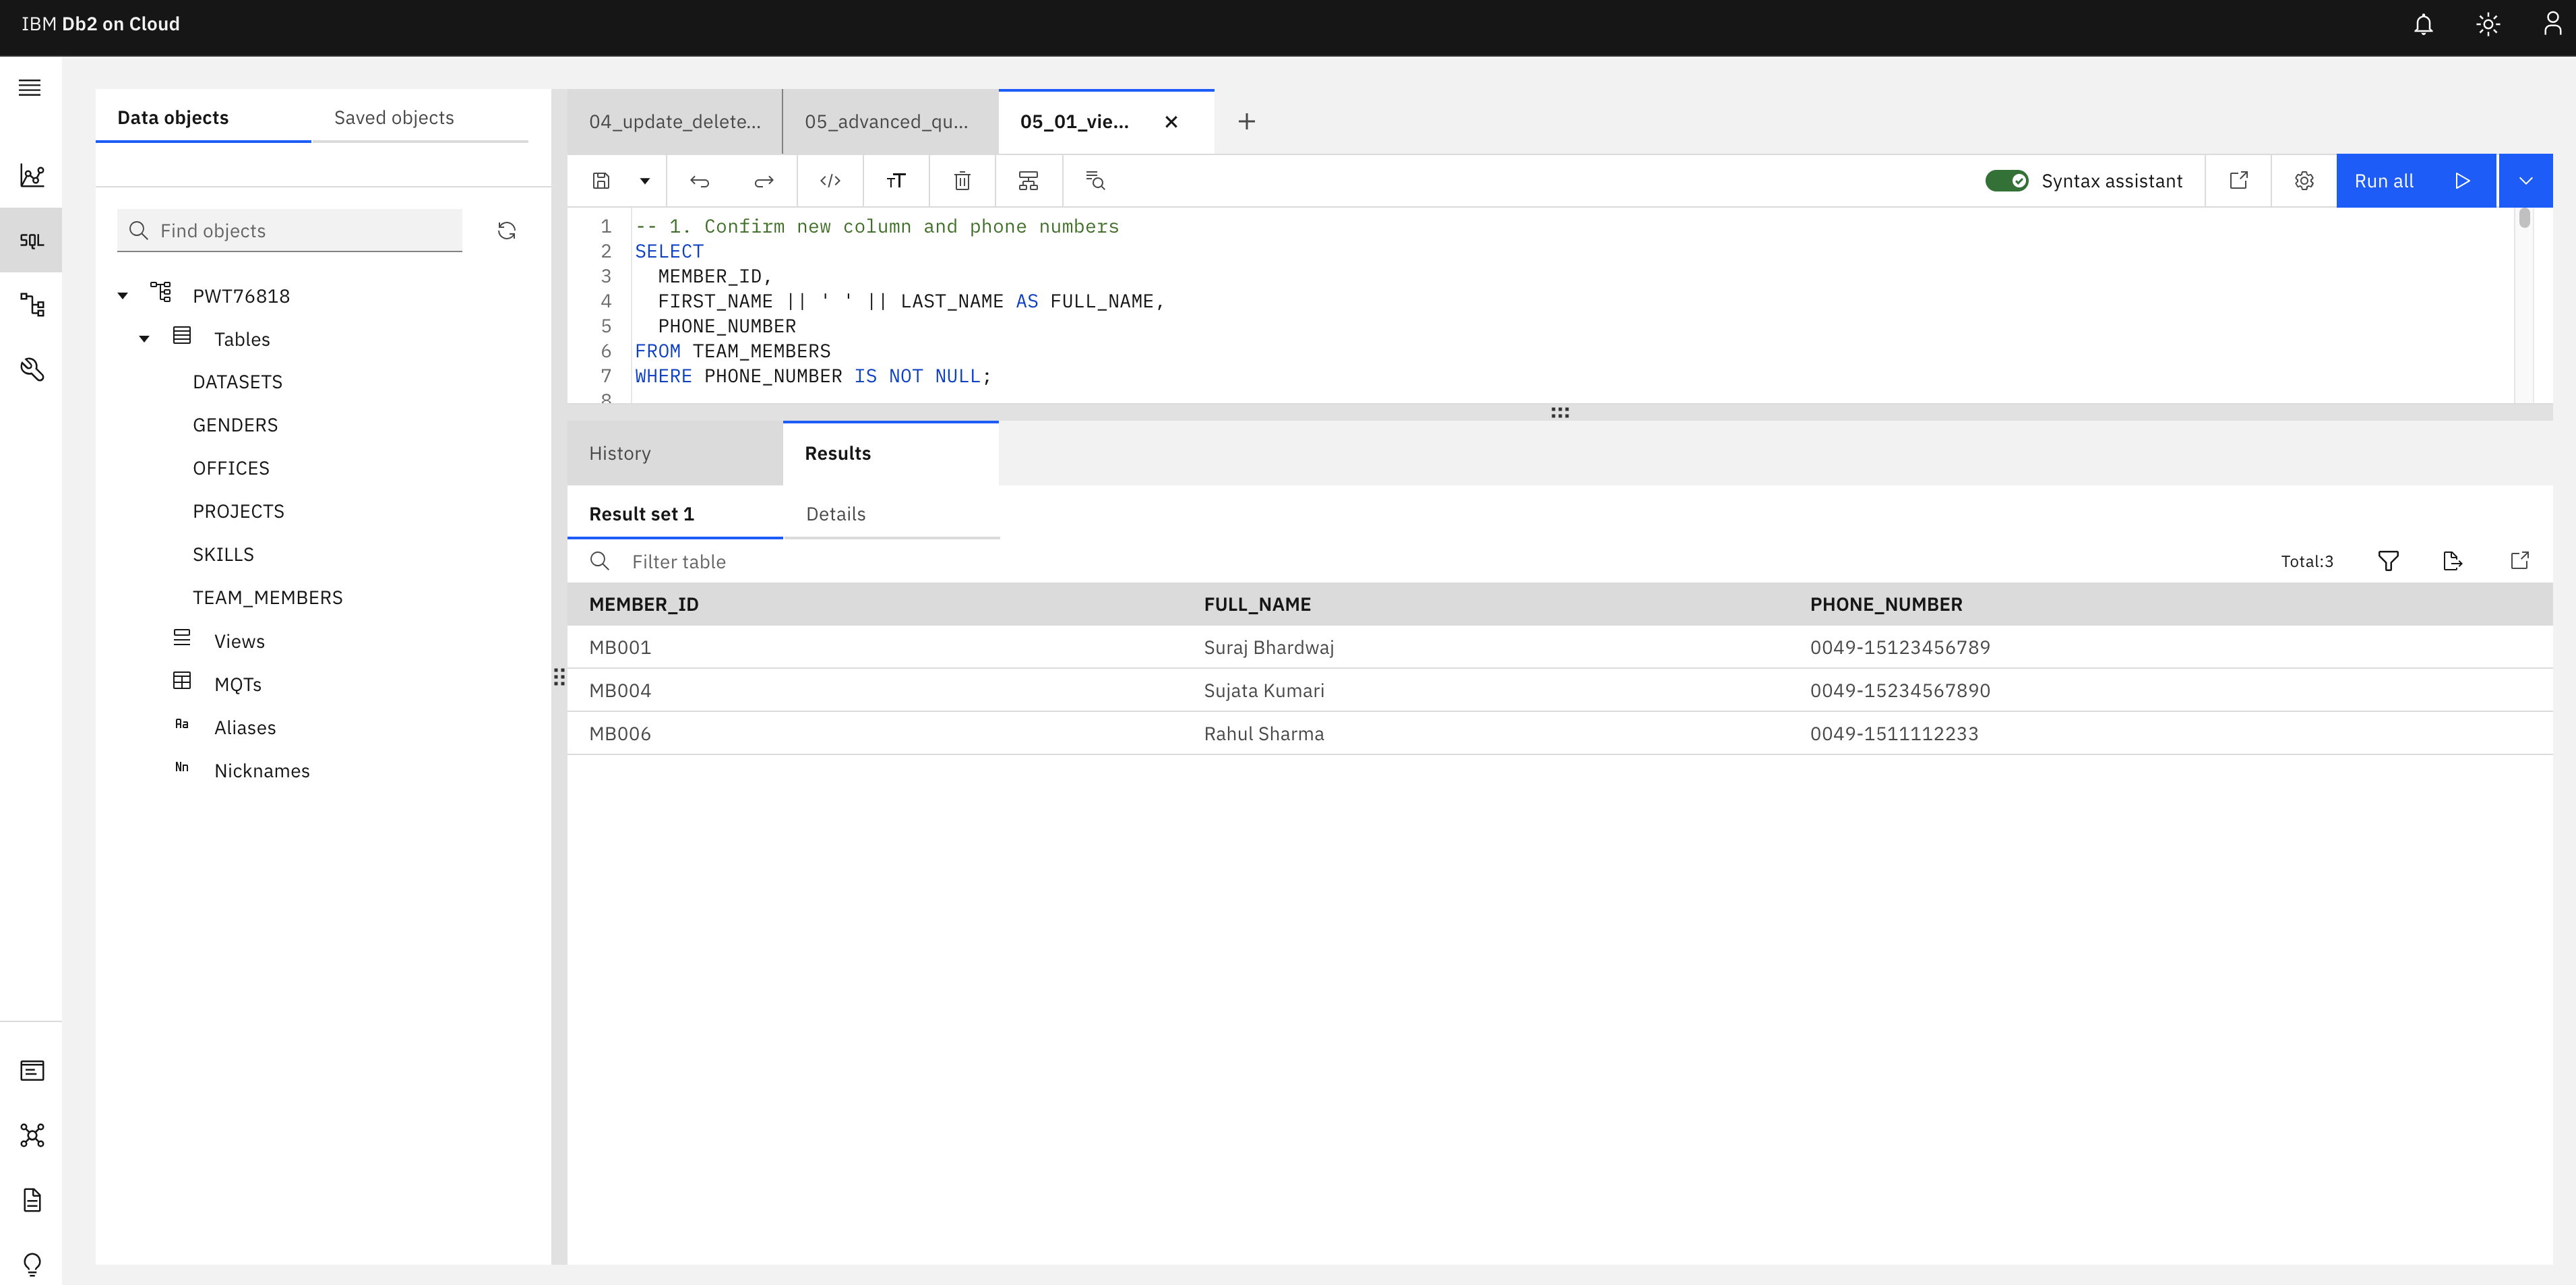 IBM Db2 on Cloud
Data objects
Saved objects
Find objects
PWT76818
Tables
DATASETS
GENDERS
OFFICES
PROJECTS
SKILLS
TEAM_MEMBERS
Views
MQTs
Aa Aliases
Nn Nicknames
SQL
04_update_delete...
05_advanced_qu...
05_01_vie...
Syntax assistant
Run all
1 -- 1. Confirm new column and phone numbers
2 SELECT
3 MEMBER_ID,
4 FIRST_NAME || ' ' || LAST_NAME AS FULL_NAME,
5 PHONE_NUMBER
6 FROM TEAM_MEMBERS
7 WHERE PHONE_NUMBER IS NOT NULL;
8
History
Results
Result set 1
Details
Filter table
Total:3
MEMBER_ID FULL_NAME PHONE_NUMBER
MB001 Suraj Bhardwaj 0049-15123456789
MB004 Sujata Kumari 0049-15234567890
MB006 Rahul Sharma 0049-1511112233